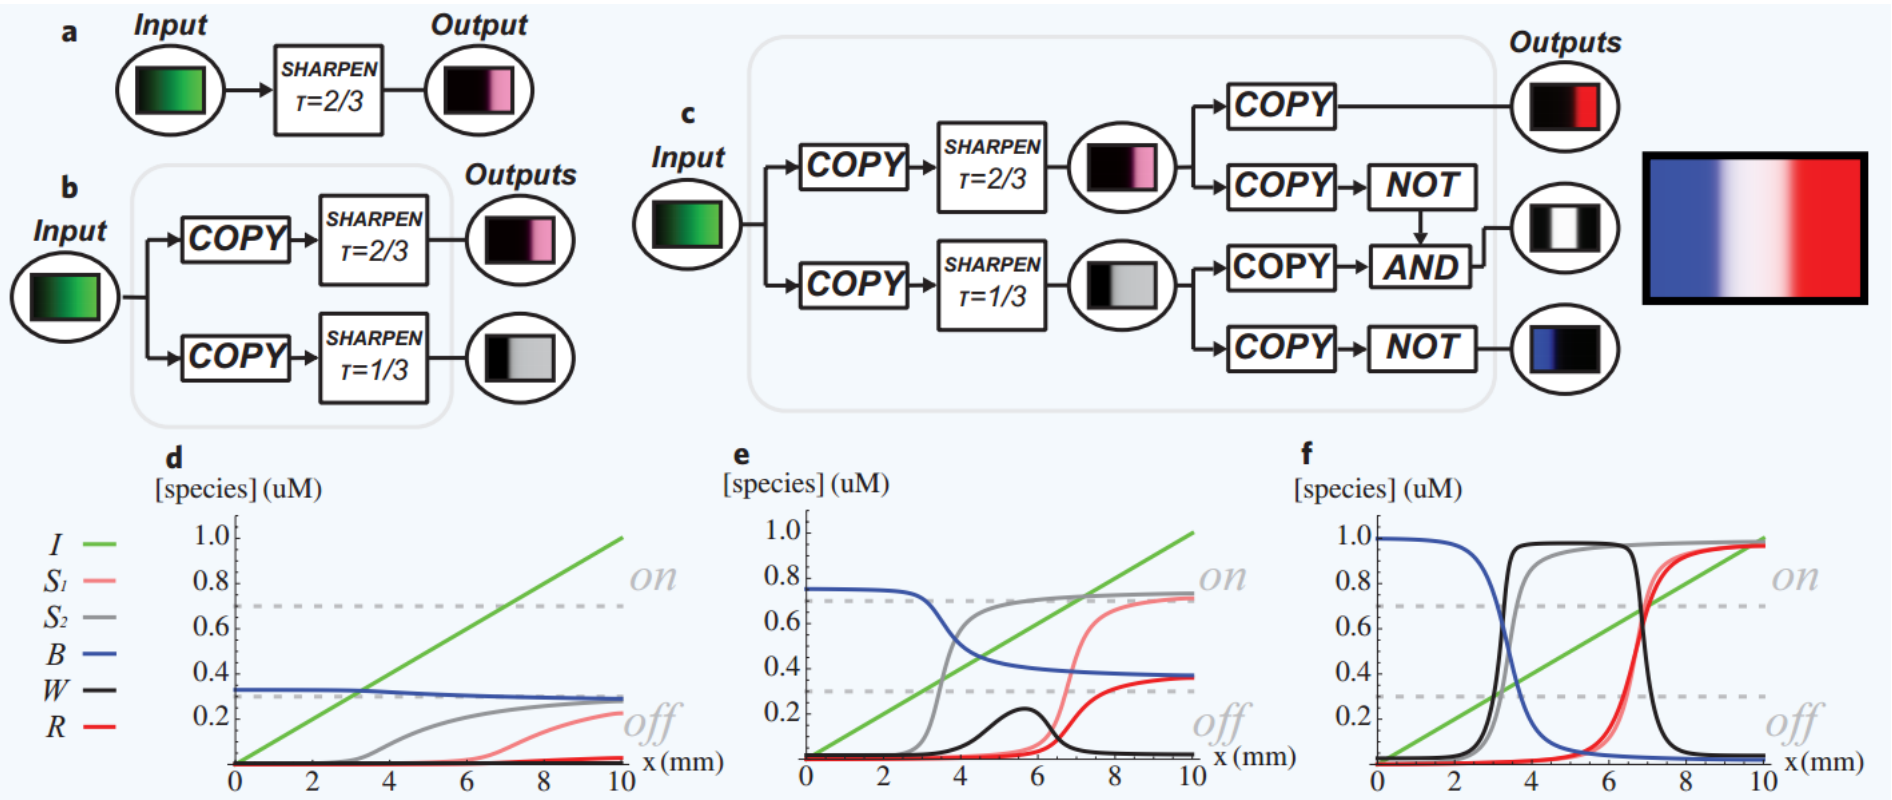 a
Input
Output
SHARPEN
τ=2/3
b
Input
Outputs
COPY
SHARPEN
τ=2/3
COPY
SHARPEN
τ=1/3
c
Input
Outputs
COPY
SHARPEN
τ=2/3
COPY
SHARPEN
τ=1/3
COPY
COPY
NOT
COPY
AND
COPY
NOT
d
[species] (uM)
1.0
0.8
0.6
0.4
0.2
0 2 4 6 8 10
x (mm)
on
off
I
S1
S2
B
W
R
e
[species] (uM)
1.0
0.8
0.6
0.4
0.2
0 2 4 6 8 10
x (mm)
on
off
f
[species] (uM)
1.0
0.8
0.6
0.4
0.2
0 2 4 6 8 10
x (mm)
on
off